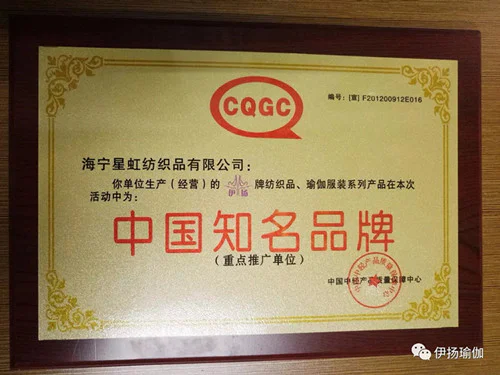 CQGC
编号：[宣] F201200912E016
海宁星虹纺织品有限公司：
你单位生产（经营）的 伊扬 牌纺织品、瑜伽服装系列产品在本次
活动中为：
中国知名品牌
（重点推广单位）
中国中轻产品质量保障中心
伊扬瑜伽